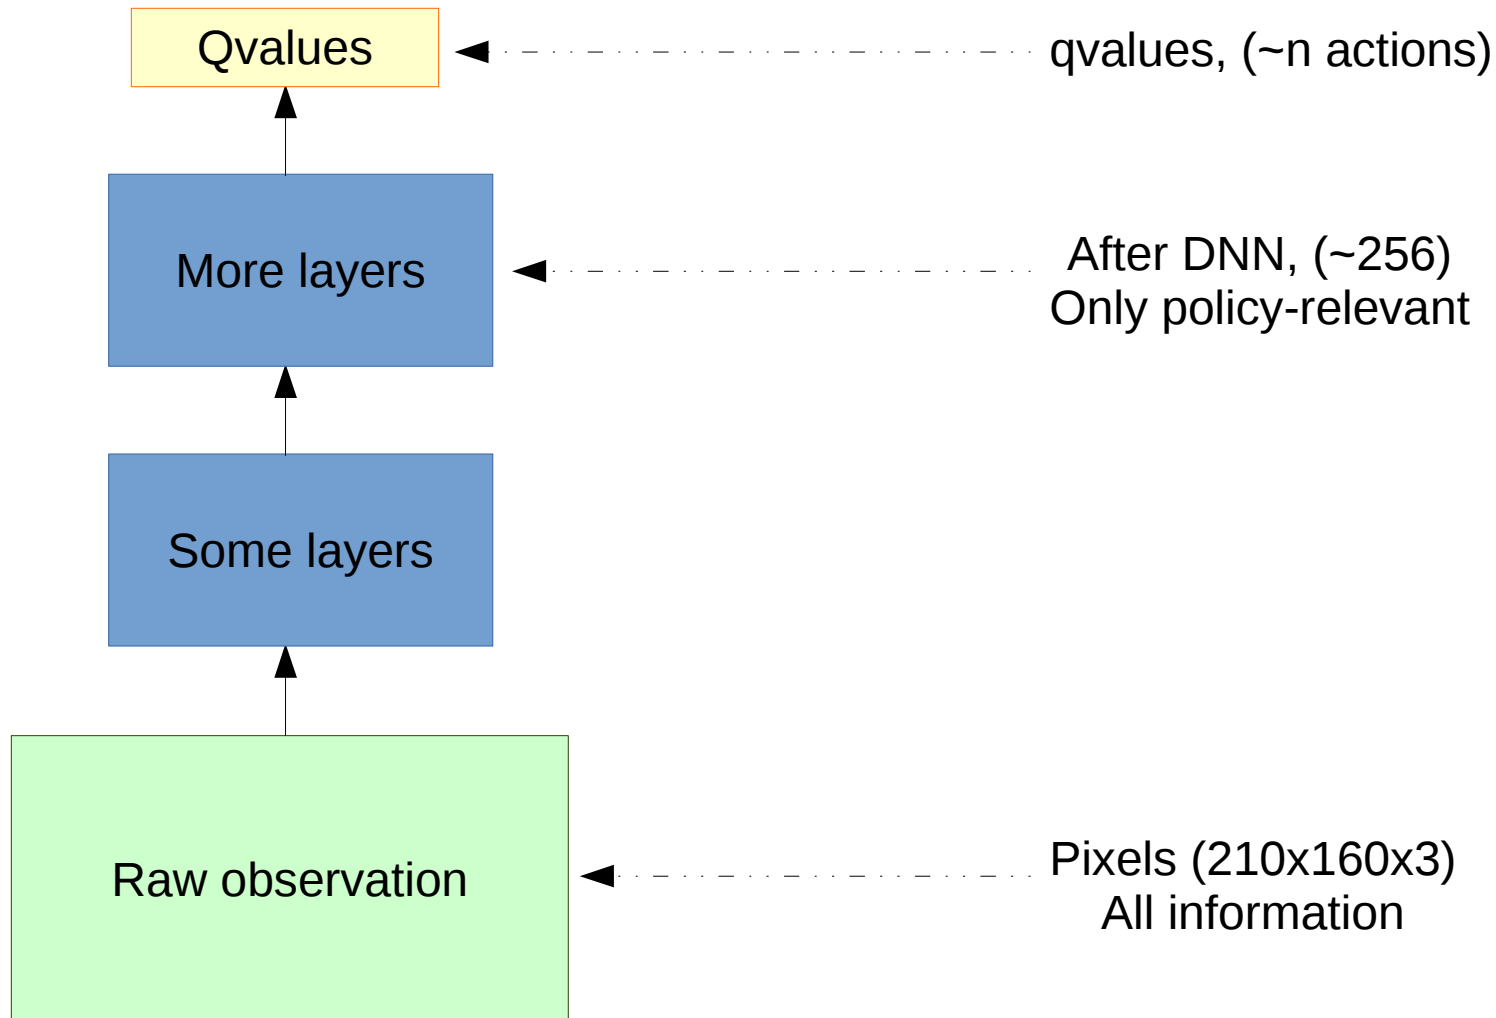 Qvalues
qvalues, (~n actions)
More layers
After DNN, (~256)
Only policy-relevant
Some layers
Raw observation
Pixels (210x160x3)
All information